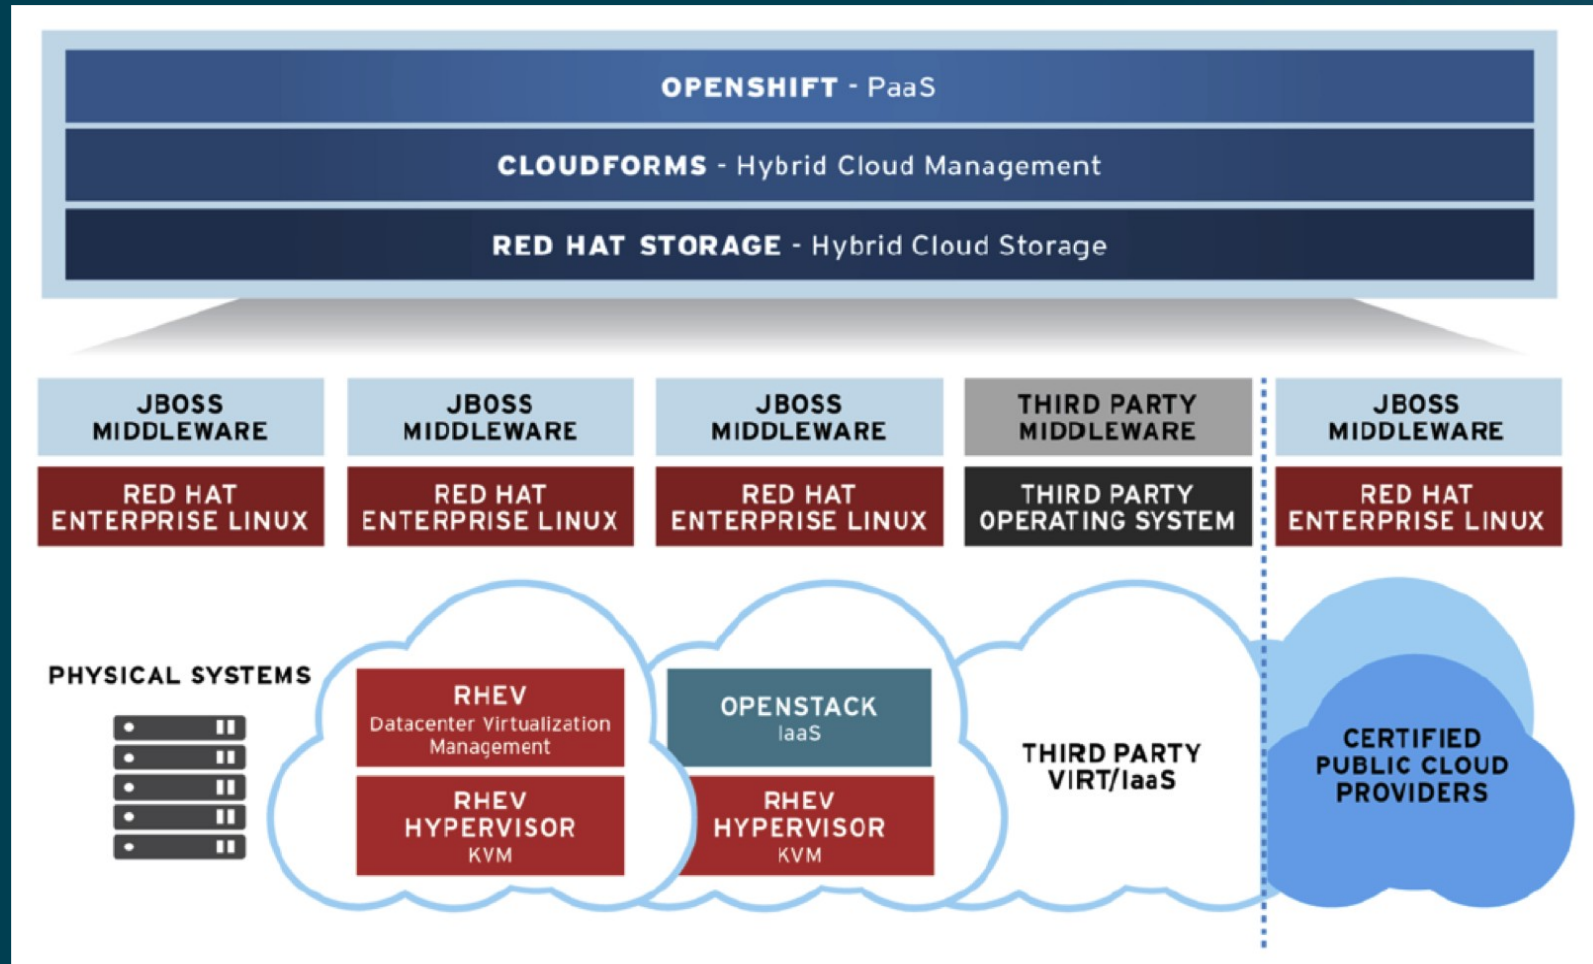 OPENSHIFT - PaaS
CLOUDFORMS - Hybrid Cloud Management
RED HAT STORAGE - Hybrid Cloud Storage
JBOSS
MIDDLEWARE
JBOSS
MIDDLEWARE
JBOSS
MIDDLEWARE
THIRD PARTY
MIDDLEWARE
JBOSS
MIDDLEWARE
RED HAT
ENTERPRISE LINUX
RED HAT
ENTERPRISE LINUX
RED HAT
ENTERPRISE LINUX
THIRD PARTY
OPERATING SYSTEM
RED HAT
ENTERPRISE LINUX
PHYSICAL SYSTEMS
RHEV
Datacenter Virtualization
Management
RHEV
HYPERVISOR
KVM
OPENSTACK
IaaS
RHEV
HYPERVISOR
KVM
THIRD PARTY
VIRT/IaaS
CERTIFIED
PUBLIC CLOUD
PROVIDERS